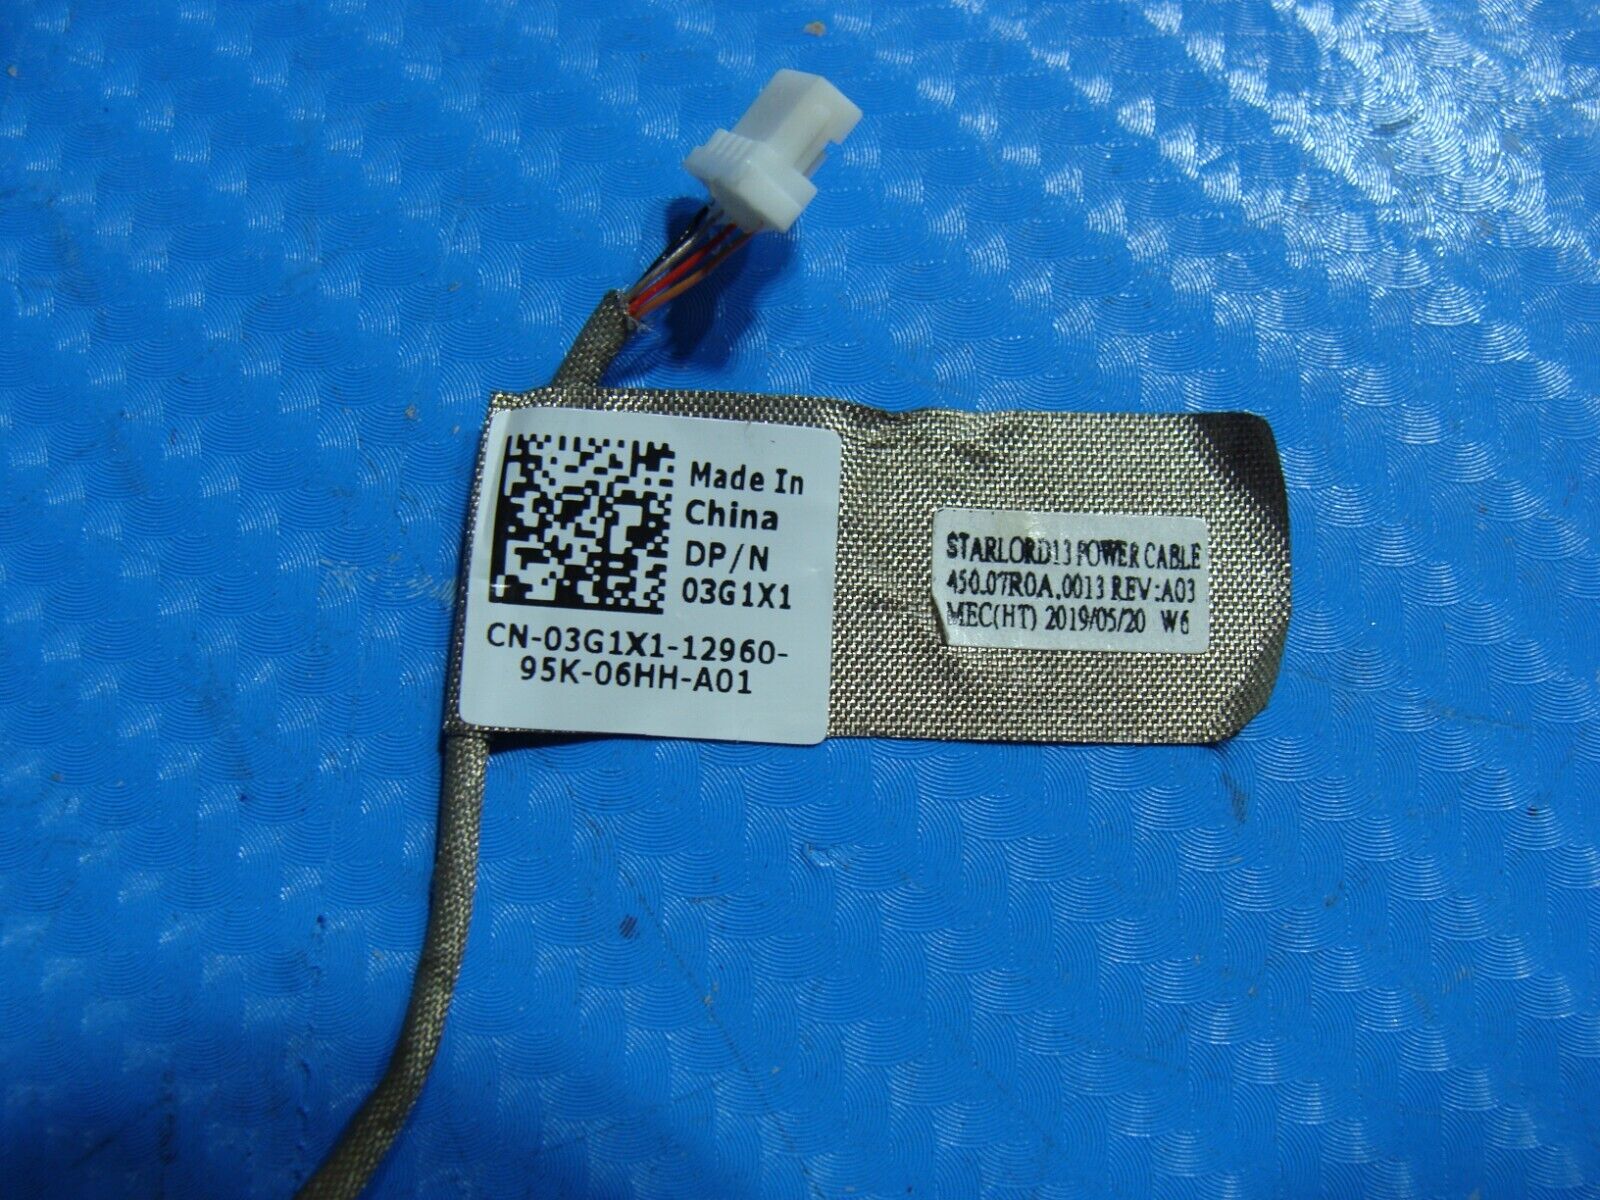 Made In
China
DP/N
03G1X1
CN-03G1X1-12960-
95K-06HH-A01
STARLORD13 POWER CABLE
450.07R0A.0013 REV:A03
MEC(HT) 2019/05/20 W6